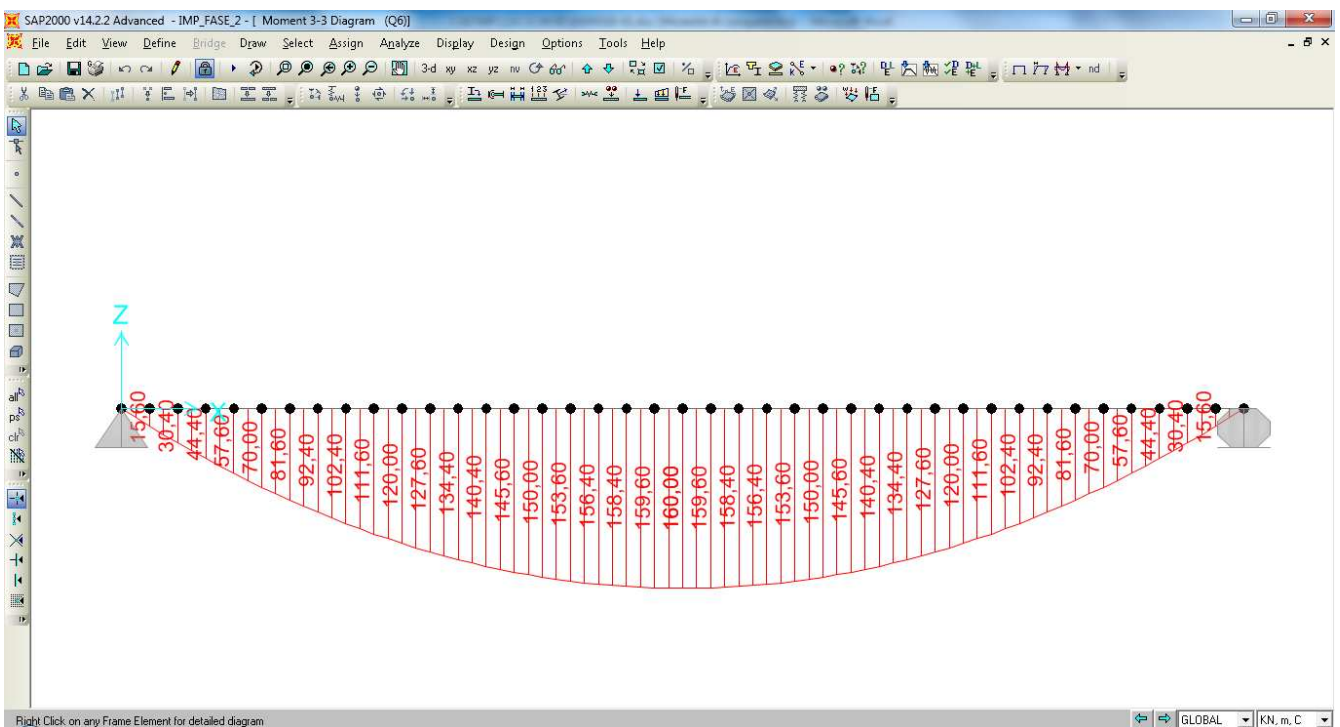 SAP2000 v14.2.2 Advanced - IMP_FASE_2 - [ Moment 3-3 Diagram (Q6)]
File Edit View Define Bridge Draw Select Assign Analyze Display Design Options Tools Help
3-d xy xz yz nv
nd
all
ps
clr
Z
X
15,60 30,40 44,40 57,60 70,00 81,60 92,40 102,40 111,60 120,00 127,60 134,40 140,40 145,60 150,00 153,60 156,40 158,40 159,60 160,00 159,60 158,40 156,40 153,60 150,00 145,60 140,40 134,40 127,60 120,00 111,60 102,40 92,40 81,60 70,00 57,60 44,40 30,40 15,60
Right Click on any Frame Element for detailed diagram
GLOBAL
KN, m, C